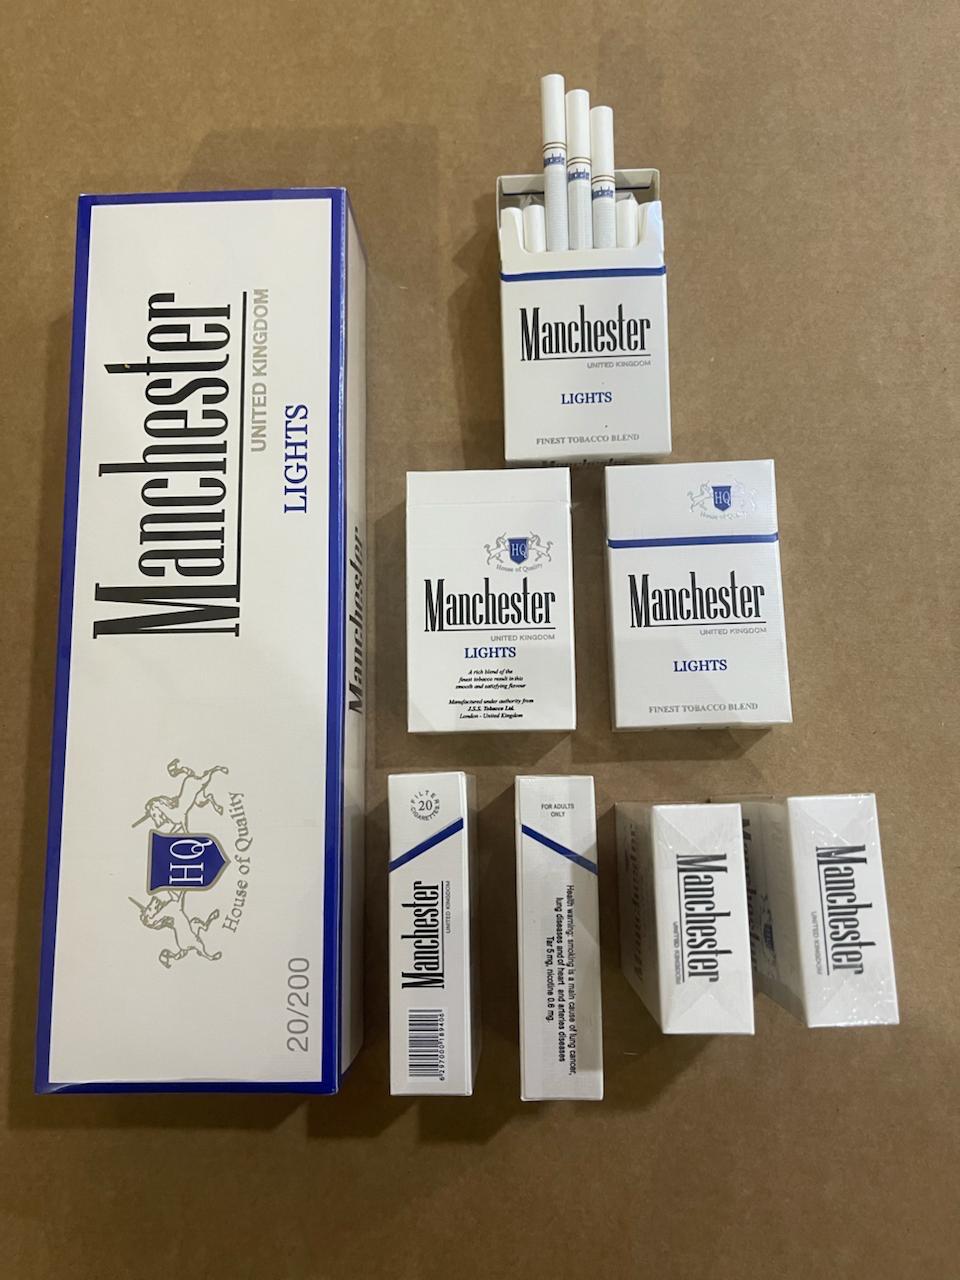 Manchester
UNITED KINGDOM
LIGHTS
HQ
House of Quality
20/200
Manchester
Manchester
UNITED KINGDOM
LIGHTS
FINEST TOBACCO BLEND
HQ
House of Quality
Manchester
UNITED KINGDOM
LIGHTS
A rich blend of the
finest tobacco result in this
smooth and satisfying flavour
Manufactured under authority from
J.S.S. Tobacco Ltd.
London - United Kingdom
HQ
House of Quality
Manchester
UNITED KINGDOM
LIGHTS
FINEST TOBACCO BLEND
FILTER
20
CIGARETTES
Manchester
UNITED KINGDOM
6 297000 189406
FOR ADULTS
ONLY
Health warning: smoking is a main cause of lung cancer,
lung diseases and of heart and arteries diseases
Tar 5 mg, nicotine 0.6 mg.
Manchester
UNITED KINGDOM
Manchester
UNITED KINGDOM